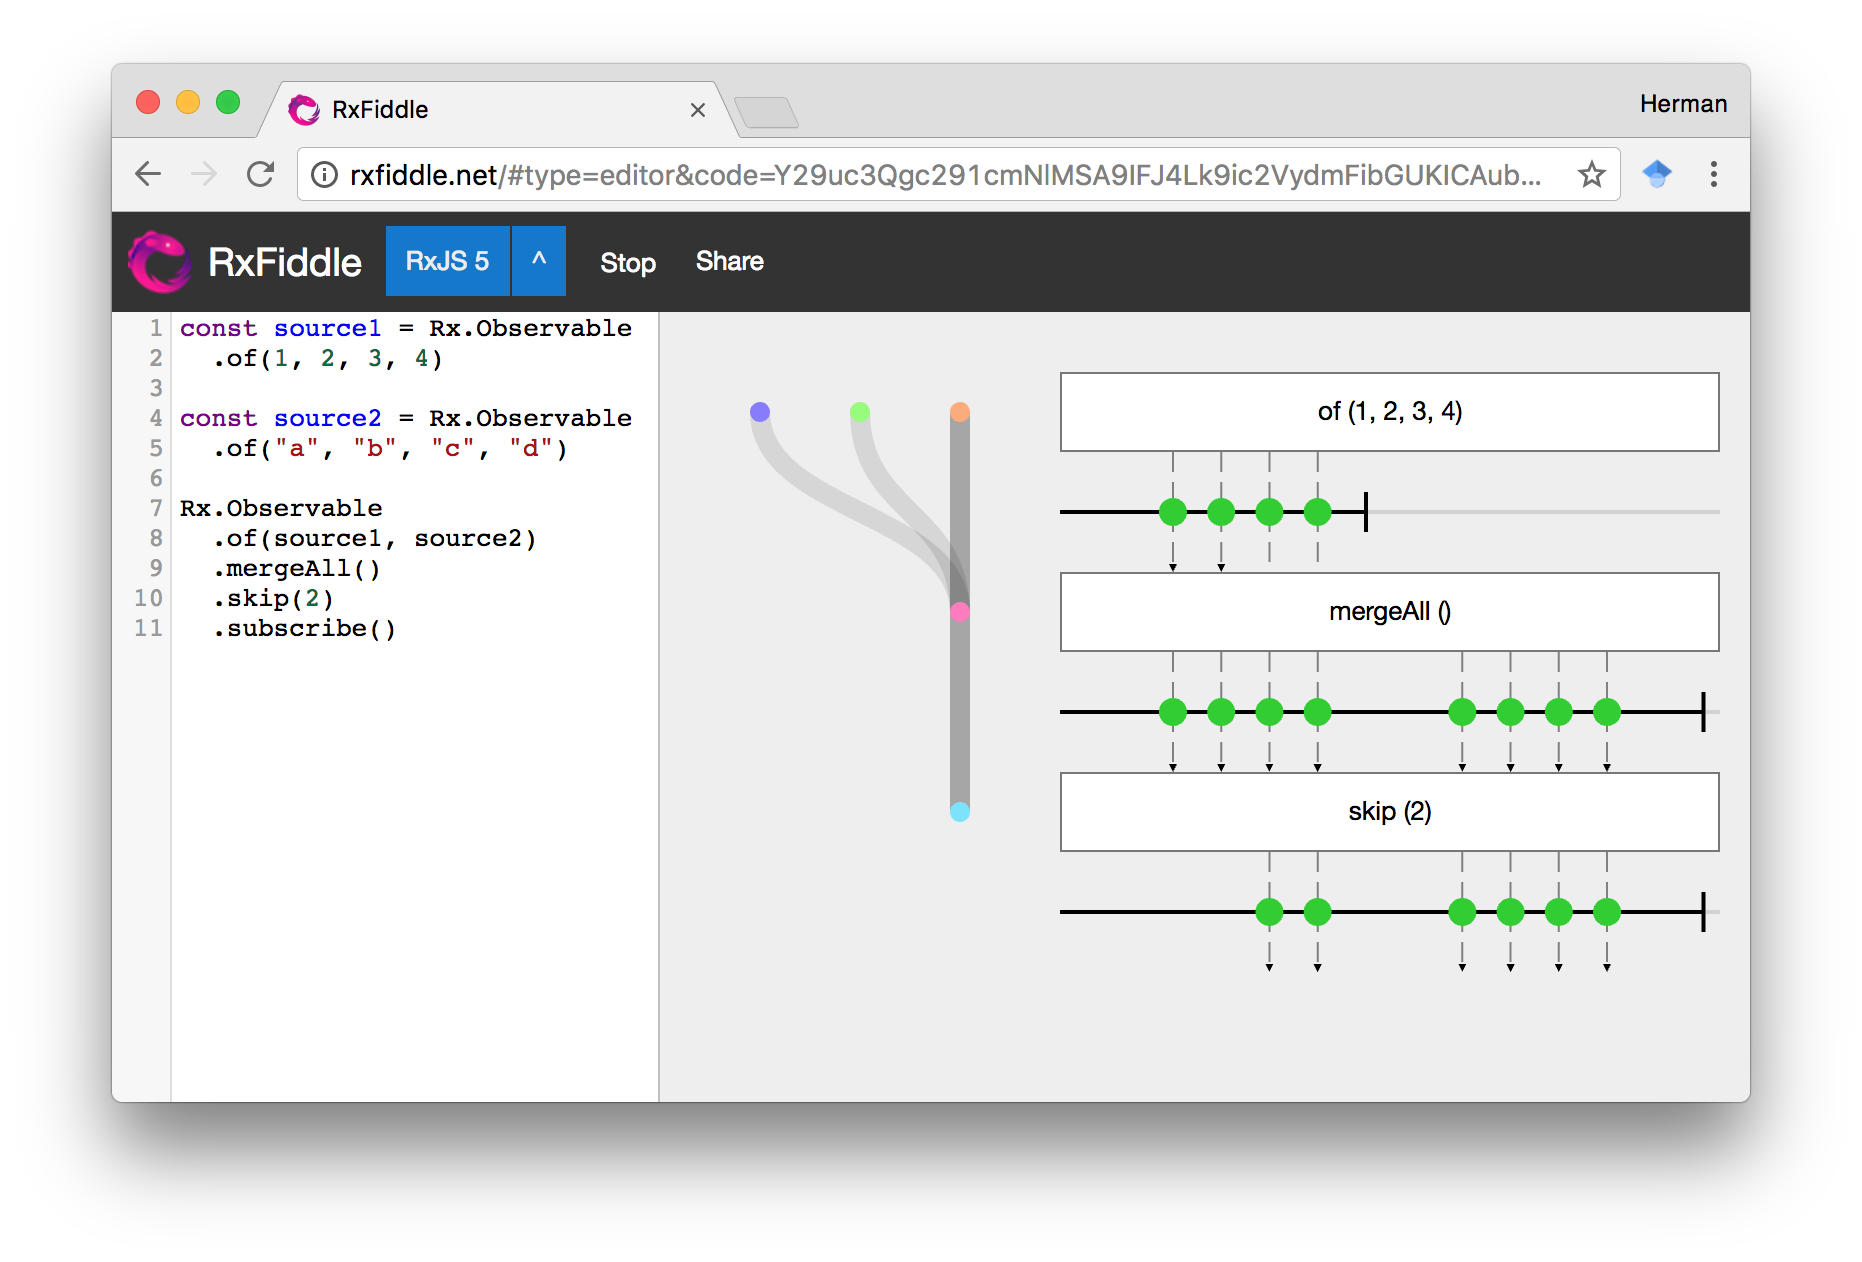 RxFiddle
Herman
rxfiddle.net/#type=editor&code=Y29uc3Qgc291cmNlMSA9IFJ4Lk9ic2VydmFibGUKICAub...
RxFiddle RxJS 5 ^ Stop Share
1 const source1 = Rx.Observable
2 .of(1, 2, 3, 4)
3
4 const source2 = Rx.Observable
5 .of("a", "b", "c", "d")
6
7 Rx.Observable
8 .of(source1, source2)
9 .mergeAll()
10 .skip(2)
11 .subscribe()
of (1, 2, 3, 4)
mergeAll ()
skip (2)